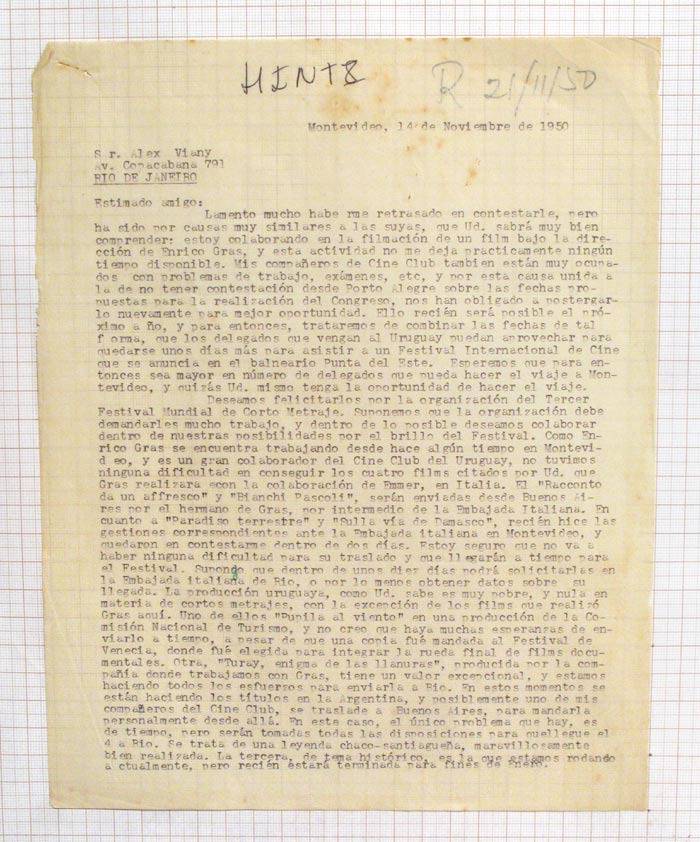 HINTZ
R 21/11/50
Montevideo, 14 de Noviembre de 1950
S r. Alex Viany
Av. Copacabana 791
RIO DE JANEIRO
Estimado amigo:
Lamento mucho habe rme retrasado en contestarle, pero
ha sido por causas muy similares a las suyas, que Ud. sabrá muy bien
comprender: estoy colaborando en la filmación de un film bajo la dire-
cción de Enrico Gras, y esta actividad no me deja practicamente ningún
tiempo disponible. Mis compañeros de Cine Club tambien están muy ocupa-
dos con problemas de trabajo, exámenes, etc, y por esta causa unida a
la de no tener contestación desde Porto Alegre sobre las fechas pro-
puestas para la realización del Congreso, nos han obligado a postergar-
lo nuevamente para mejor oportunidad. Ello recién será posible el pró-
ximo a ño, y para entonces, trataremos de combinar las fechas de tal
f orma, que los delegados que vengan al Uruguay puedan aprovechar para
quedarse unos días más para asistir a un Festival Internacional de Cine
que se anuncia en el balneario Punta del Este. Esperemos que para en-
tonces sea mayor en número de delegados que pueda hacer el viaje a Mon-
tevideo, y quizás Ud. mismo tenga la oportunidad de hacer el viaje.
Deseamos felicitarlos por la organización del Tercer
Festival Mundial de Corto Metraje. Suponemos que la organización debe
demandarles mucho trabajo, y dentro de lo posible deseamos colaborar
dentro de nuestras posibilidades por el brillo del Festival. Como En-
rico Gras se encuentra trabajando desde hace algún tiempo en Montevi-
d eo, y es un gran colaborador del Cine Club del Uruguay, no tuvimos
ninguna dificultad en conseguir los cuatro films citados por Ud. que
Gras realizara econ la colaboración de Emmer, en Italia. El "Racconto
da un affresco" y "Bianchi Pascoli", serán enviadas desde Buenos Ai-
res por el hermano de Gras, por intermedio de la Embajada Italiana. En
cuanto a "Paradiso terrestre" y "Sulla via de Damasco", recién hice las
gestiones correspondientes ante la Embajada italiana en Montevideo, y
quedaron en contestarme dentro de dos días. Estoy seguro que no va a
haber ninguna dificultad para su traslado y que llegarán a tiempo para
el Festival. Supongo que dentro de unos diez días podrá solicitarlas en
la Embajada italiana de Rio, o por lo menos obtener datos sobre su
llegada. La producción uruguaya, como Ud. sabe es muy pobre, y nula en
materia de cortos metrajes, con la excepción de los films que realizó
Gras aquí. Uno de ellos "Pupila al viento" en una producción de la Co-
misión Nacional de Turismo, y no creo que haya muchas esperanzas de en-
viarlo a tiempo, a pesar de que una copia fué mandada al Festival de
Venecia, donde fué elegida para integrar la rueda final de films docu-
mentales. Otra, "Turay, enigma de las llanuras", producida por la com-
pañía donde trabajamos con Gras, tiene un valor excepcional, y estamos
haciendo todos los esfuerzos para enviarla a Rio. En estos momentos se
están haciendo los títulos en la Argentina, y posiblemente uno de mis
compañeros del Cine Club, se traslade a Buenos Aires, para mandarla
personalmente desde allá. En este caso, el único problema que hay, es
de tiempo, pero serán tomadas todas las disposiciones para quellegue el
4 a Rio. Se trata de una leyenda chaco-santiagueña, maravillosamente
bien realizada. La tercera, de tema histórico, es la que estamos rodando
a ctualmente, pero recién estará terminada para fines de Enero.